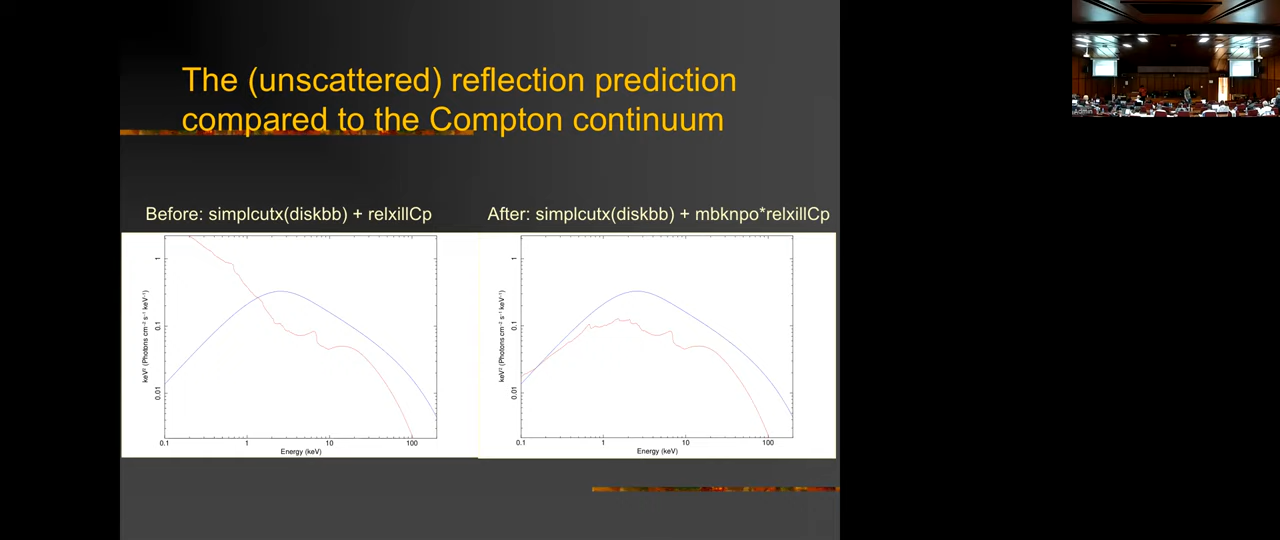 The (unscattered) reflection prediction
compared to the Compton continuum
Before: simplcutx(diskbb) + relxillCp
After: simplcutx(diskbb) + mbknpo*relxillCp
keV² (Photons cm⁻² s⁻¹ keV⁻¹)
1
0.1
0.01
0.1 1 10 100
Energy (keV)
keV² (Photons cm⁻² s⁻¹ keV⁻¹)
1
0.1
0.01
0.1 1 10 100
Energy (keV)